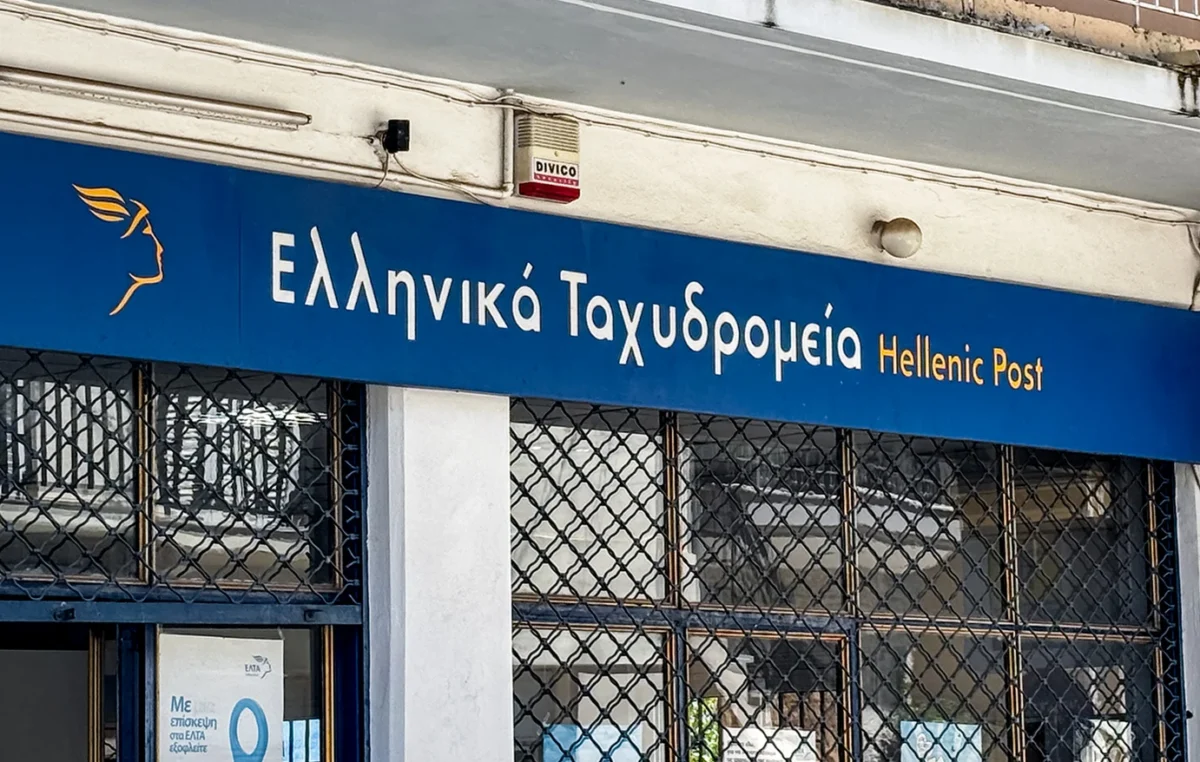 DIVICO
Ελληνικά Ταχυδρομεία Hellenic Post
ΕΛΤΑ
Με
επίσκεψη
στα ΕΛΤΑ
εξοφλείτε